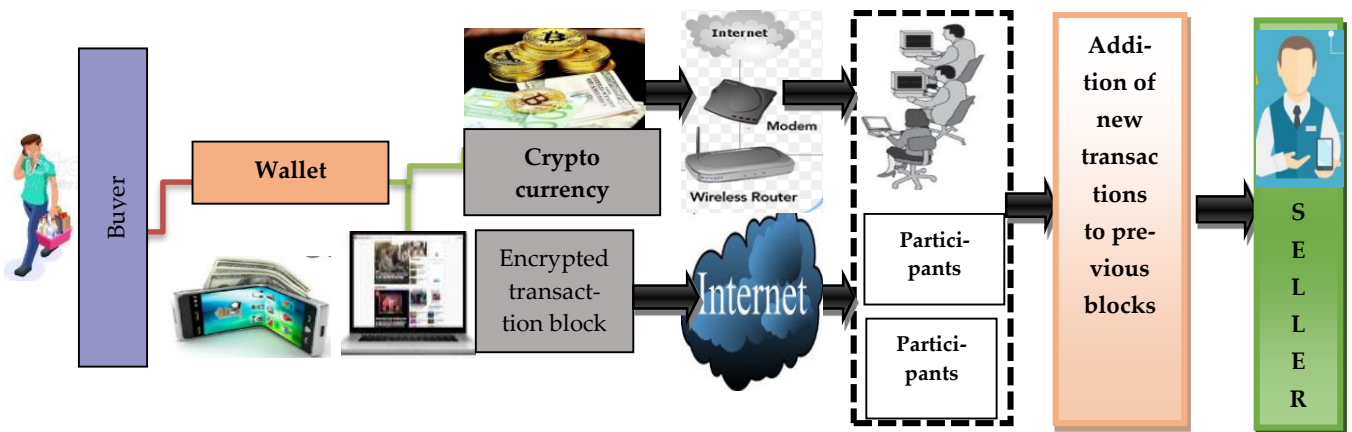 Buyer
Wallet
Crypto
currency
Encrypted
transact-
tion block
Internet
Modem
Wireless Router
Internet
Partici-
pants
Partici-
pants
Addi-
tion of
new
transac
tions
to pre-
vious
blocks
S
E
L
L
E
R